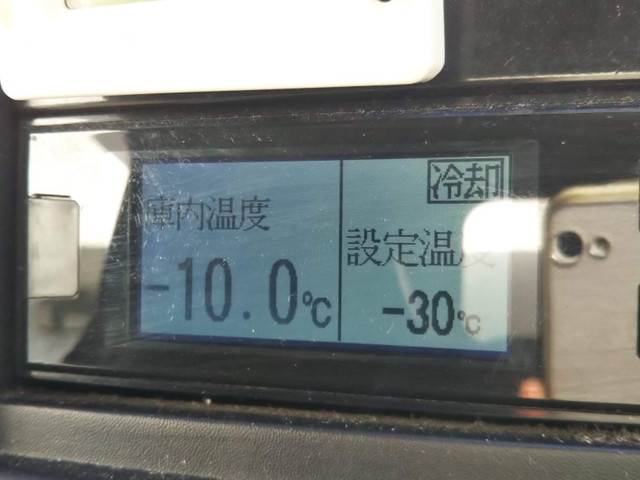 冷却
庫内温度
設定温度
-10.0℃
-30℃